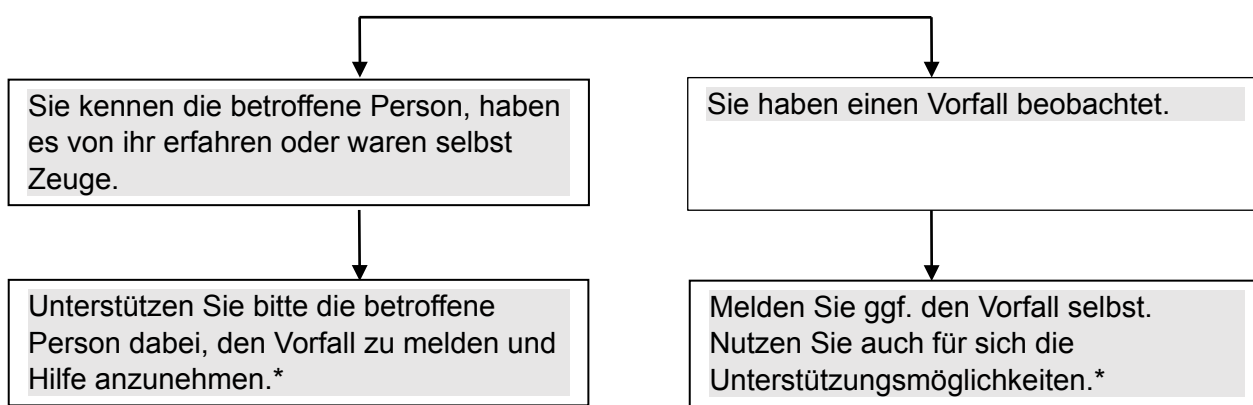 Sie kennen die betroffene Person, haben
es von ihr erfahren oder waren selbst
Zeuge.
Sie haben einen Vorfall beobachtet.
Unterstützen Sie bitte die betroffene
Person dabei, den Vorfall zu melden und
Hilfe anzunehmen.*
Melden Sie ggf. den Vorfall selbst.
Nutzen Sie auch für sich die
Unterstützungsmöglichkeiten.*